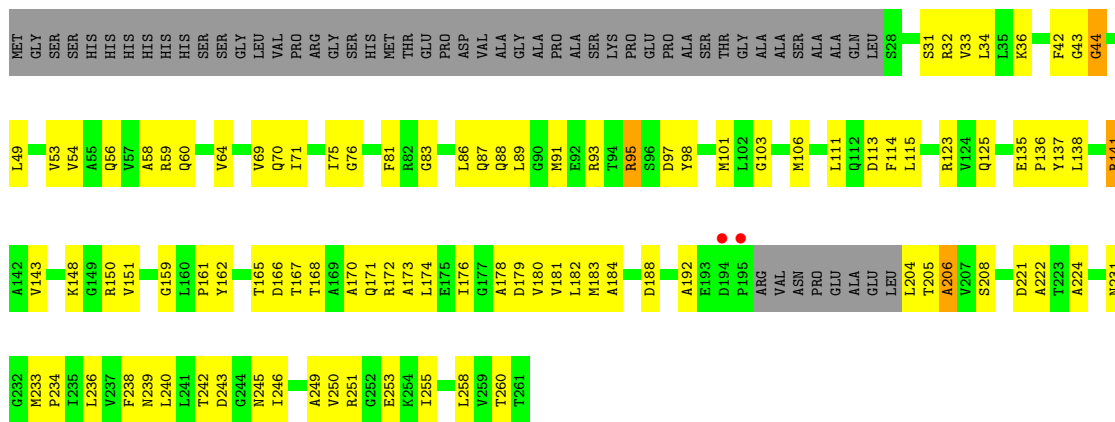 MET GLY SER SER HIS HIS HIS HIS HIS HIS SER SER GLY LEU VAL PRO ARG GLY SER HIS MET THR GLU PRO ASP VAL ALA GLY ALA PRO ALA SER LYS PRO GLU PRO ALA SER THR GLY ALA ALA SER ALA ALA GLN LEU S28 S31 R32 V33 L34 L35 K36 F42 G43 G44
L49 V53 V54 A55 Q56 V57 A58 R59 Q60 V64 V69 Q70 I71 I75 G76 F81 R82 G83 L86 Q87 Q88 L89 G90 M91 E92 R93 T94 R95 S96 D97 Y98 M101 L102 G103 M106 L111 Q112 D113 F114 L115 R123 V124 Q125 E135 P136 Y137 L138 R141
A142 V143 K148 G149 R150 V151 G159 L160 P161 Y162 T165 D166 T167 T168 A169 A170 Q171 R172 A173 L174 E175 I176 G177 A178 D179 V180 V181 L182 M183 A184 D188 A192 E193 D194 P195 ARG VAL ASN PRO GLU ALA GLU LEU L204 T205 A206 V207 S208 D221 A222 T223 A224 N231
G232 M233 P234 I235 L236 V237 F238 N239 L240 L241 T242 D243 G244 N245 I246 A249 V250 R251 G252 E253 K254 I255 L258 V259 T260 T261